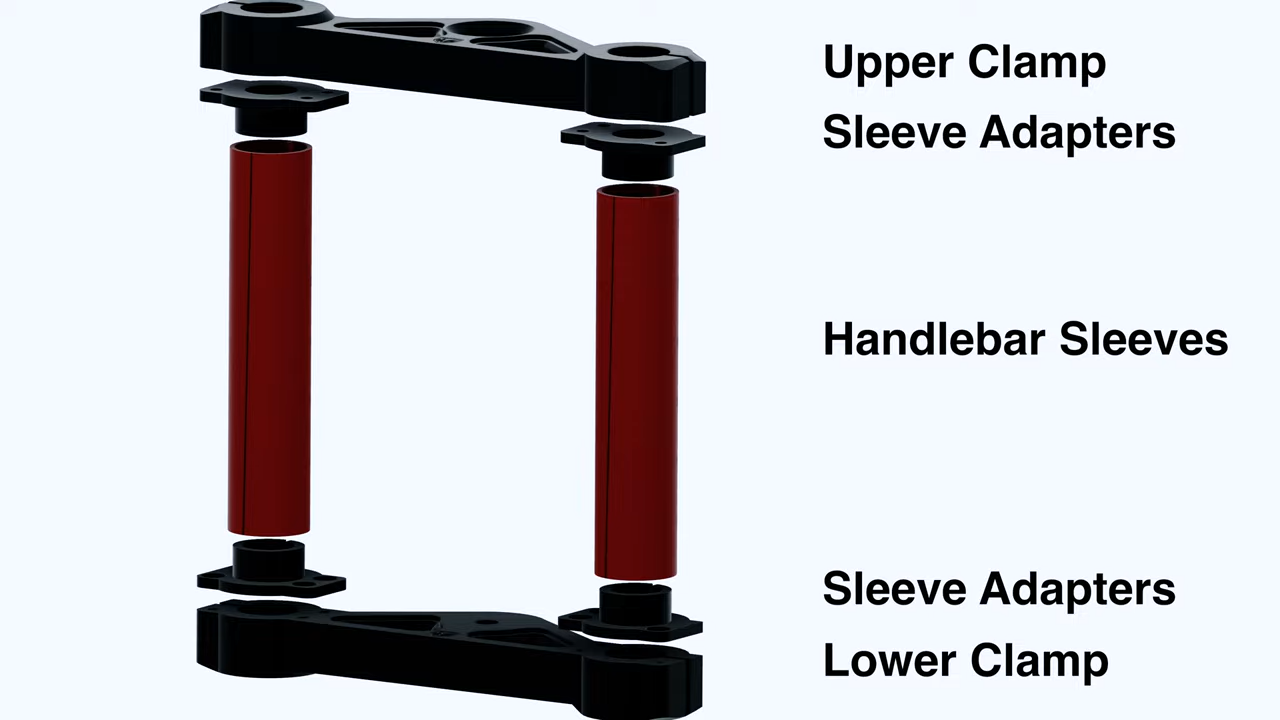 Upper Clamp
Sleeve Adapters
Handlebar Sleeves
Sleeve Adapters
Lower Clamp